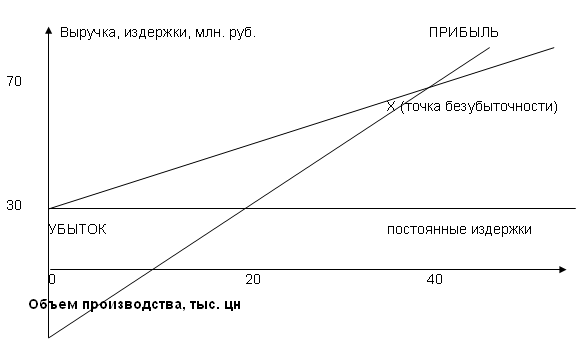 Выручка, издержки, млн. руб.
ПРИБЫЛЬ
70
Х (точка безубыточности)
30
УБЫТОК
постоянные издержки
0
20
40
Объем производства, тыс. цн